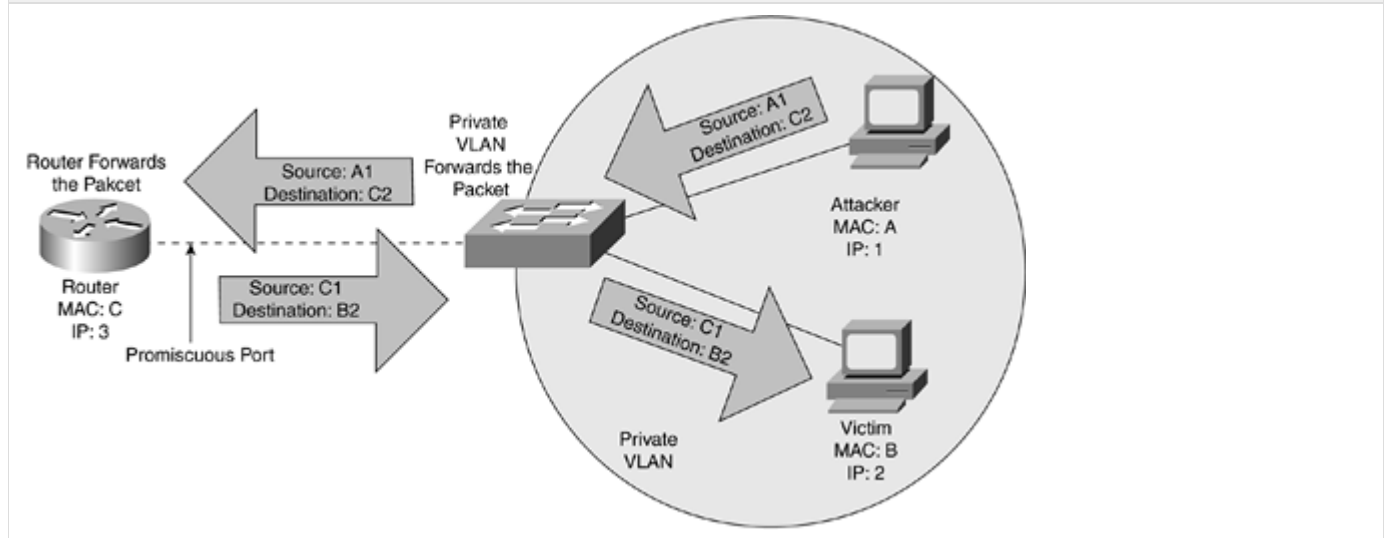 Router Forwards
the Pakcet
Router
MAC: C
IP: 3
Promiscuous Port
Source: A1
Destination: C2
Source: C1
Destination: B2
Private
VLAN
Forwards the
Packet
Source: A1
Destination: C2
Attacker
MAC: A
IP: 1
Source: C1
Destination: B2
Victim
MAC: B
IP: 2
Private
VLAN